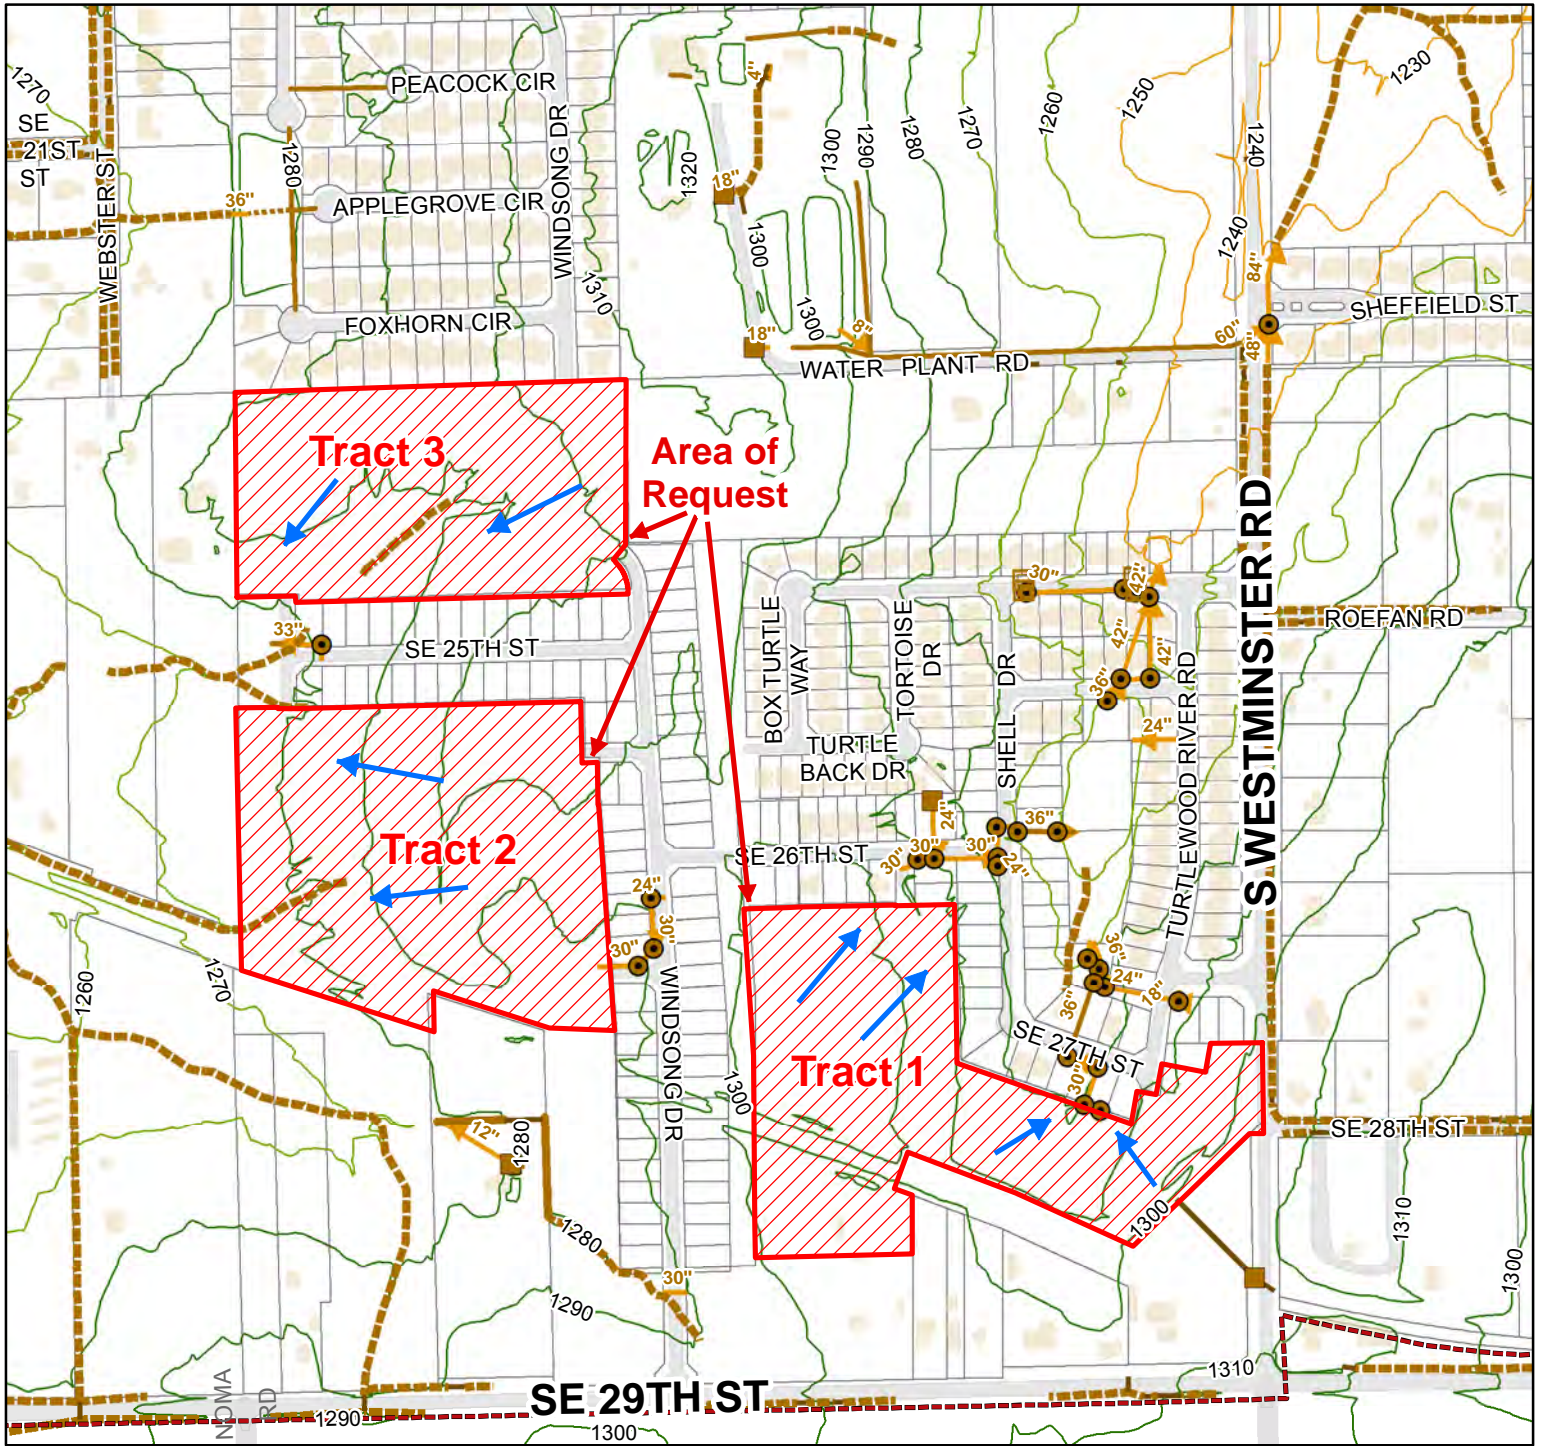 PEACOCK CIR
1270
SE
21ST
ST
WEBSTER ST
1280
36"
APPLEGROVE CIR
WINDSONG DR
1310
FOXHORN CIR
4"
1320
18"
1300
1300
1290
1280
1270
1260
1250
1240
1230
1240
84"
SHEFFIELD ST
1300
8"
18"
WATER PLANT RD
60"
48"
Tract 3
Area of
Request
S WESTMINSTER RD
30"
42"
42"
42"
36"
24"
ROEFAN RD
33"
SE 25TH ST
BOX TURTLE
WAY
TORTOISE
DR
SHELL DR
TURTLEWOOD RIVER RD
TURTLE
BACK DR
Tract 2
24"
36"
SE 26TH ST
30"
30"
30"
24"
24"
30"
30"
WINDSONG DR
36"
24"
18"
36"
SE 27TH ST
30"
1260
1270
1300
Tract 1
SE 28TH ST
12"
1280
1280
1300
1310
1300
30"
1290
1310
NOMA
RD
SE 29TH ST
1290
1300